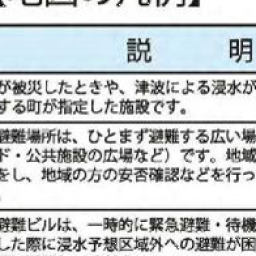 【地図の凡例】
説　明
が被災したときや、津波による浸水が
する町が指定した施設です。
避難場所は、ひとまず避難する広い場
ド・公共施設の広場など）です。地域
をし、地域の方の安否確認などを行っ
。
避難ビルは、一時的に緊急避難・待機
した際に浸水予想区域外への避難が困